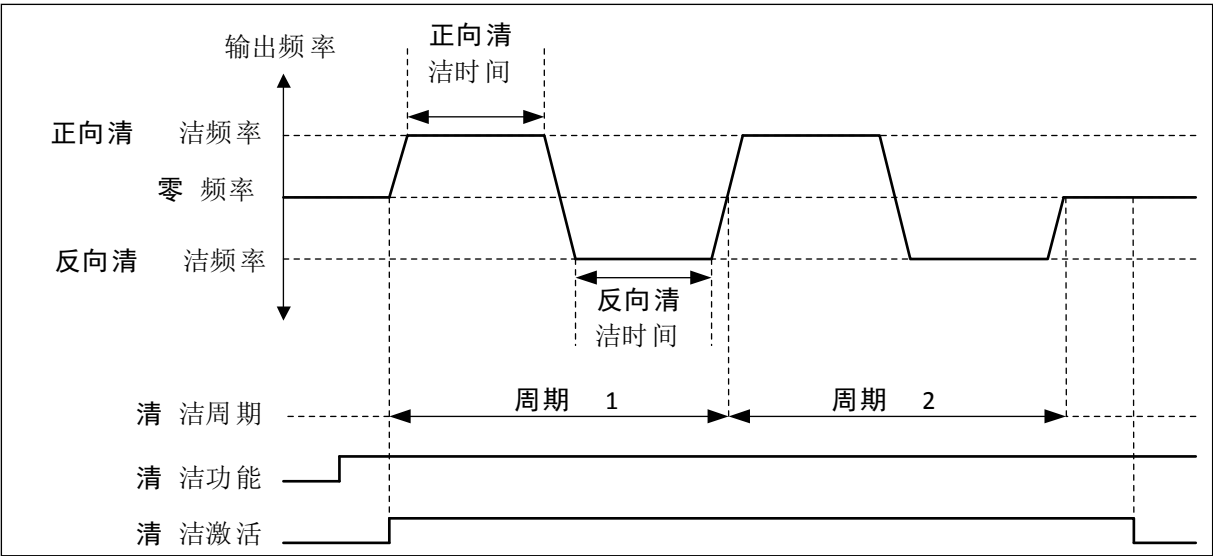 输出频率
正向清
洁时间
正向清 洁频率
零 频率
反向清 洁频率
反向清
洁时间
清 洁周期
周期 1
周期 2
清 洁功能
清 洁激活